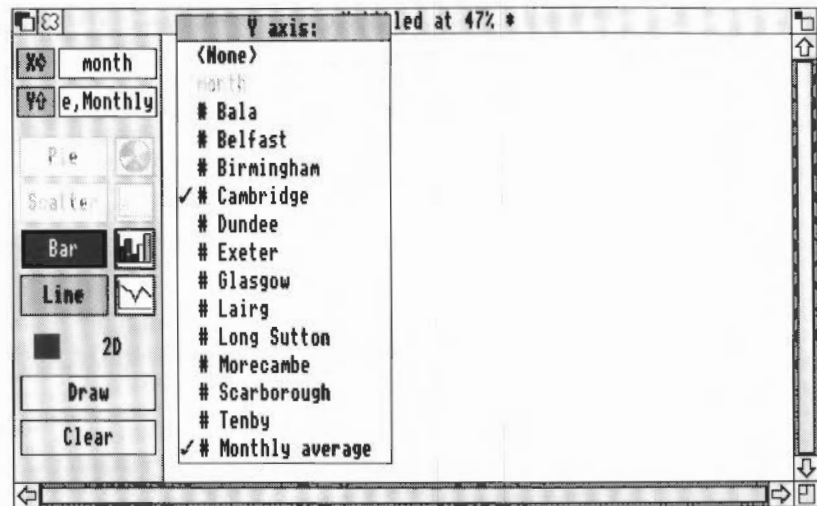 led at 47% *
X⇧ month
Y⇧ e,Monthly
Pie
Scatter
Bar
Line
2D
Draw
Clear
Y axis:
(None)
month
# Bala
# Belfast
# Birmingham
✓ # Cambridge
# Dundee
# Exeter
# Glasgow
# Lairg
# Long Sutton
# Morecambe
# Scarborough
# Tenby
✓ # Monthly average